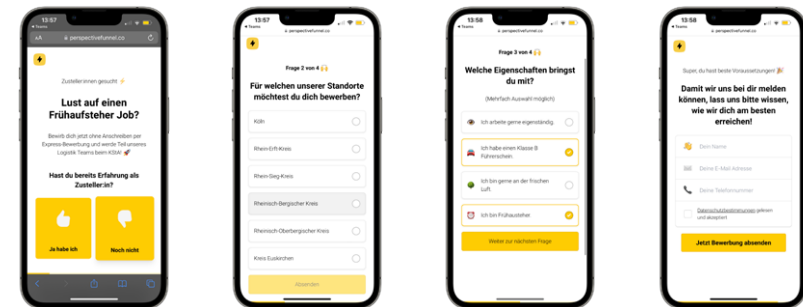 13:57
Teams
AA
perspectivefunnel.co
Zusteller:innen gesucht ⚡
Lust auf einen
Frühaufsteher Job?
Bewirb dich jetzt ohne Anschreiben per
Express-Bewerbung und werde Teil unseres
Logistik Teams beim KStA! 🚀
Hast du bereits Erfahrung als
Zusteller:in?
Ja habe ich
Noch nicht
13:57
Teams
perspectivefunnel.co
Frage 2 von 4 🙌
Für welchen unserer Standorte
möchtest du dich bewerben?
Köln
Rhein-Erft-Kreis
Rhein-Sieg-Kreis
Rheinisch-Bergischer Kreis
Rheinisch-Oberbergischer Kreis
Kreis Euskirchen
Absenden
13:58
Teams
perspectivefunnel.co
Frage 3 von 4 🙌
Welche Eigenschaften bringst
du mit?
(Mehrfach Auswahl möglich)
Ich arbeite gerne eigenständig.
Ich habe einen Klasse B
Führerschein.
Ich bin gerne an der frischen
Luft.
Ich bin Frühaufsteher.
Weiter zur nächsten Frage
13:58
Teams
perspectivefunnel.co
Super, du hast beste Voraussetzungen! 🎉
Damit wir uns bei dir melden
können, lass uns bitte wissen,
wie wir dich am besten
erreichen!
Dein Name
Deine E-Mail-Adresse
Deine Telefonnummer
Datenschutzbestimmungen gelesen
und akzeptiert
Jetzt Bewerbung absenden